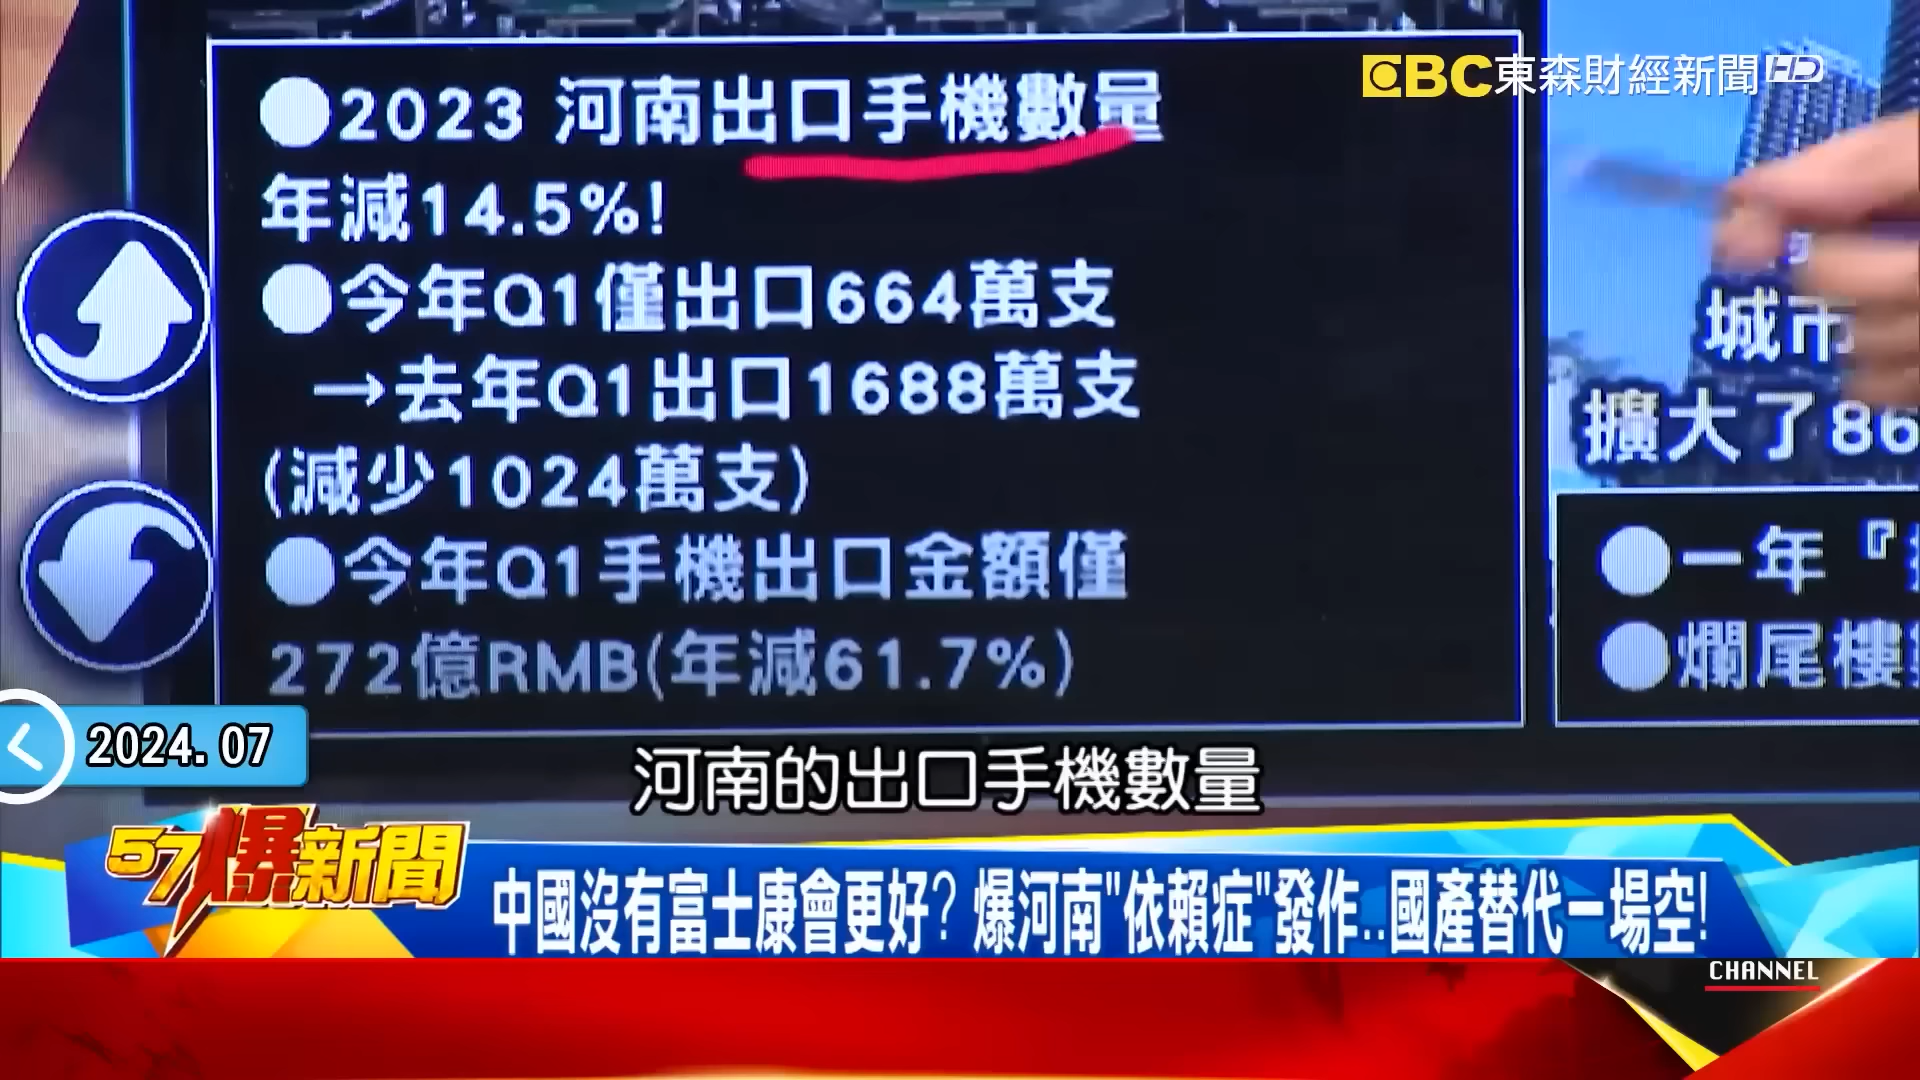 EBC東森財經新聞HD
●2023 河南出口手機數量
年減14.5%!
●今年Q1僅出口664萬支
→去年Q1出口1688萬支
(減少1024萬支)
●今年Q1手機出口金額僅
272億RMB(年減61.7%)
城市
擴大了86
●一年『
●爛尾樓
2024.07
河南的出口手機數量
57爆新聞
中國沒有富士康會更好?爆河南"依賴症"發作..國產替代一場空!
CHANNEL